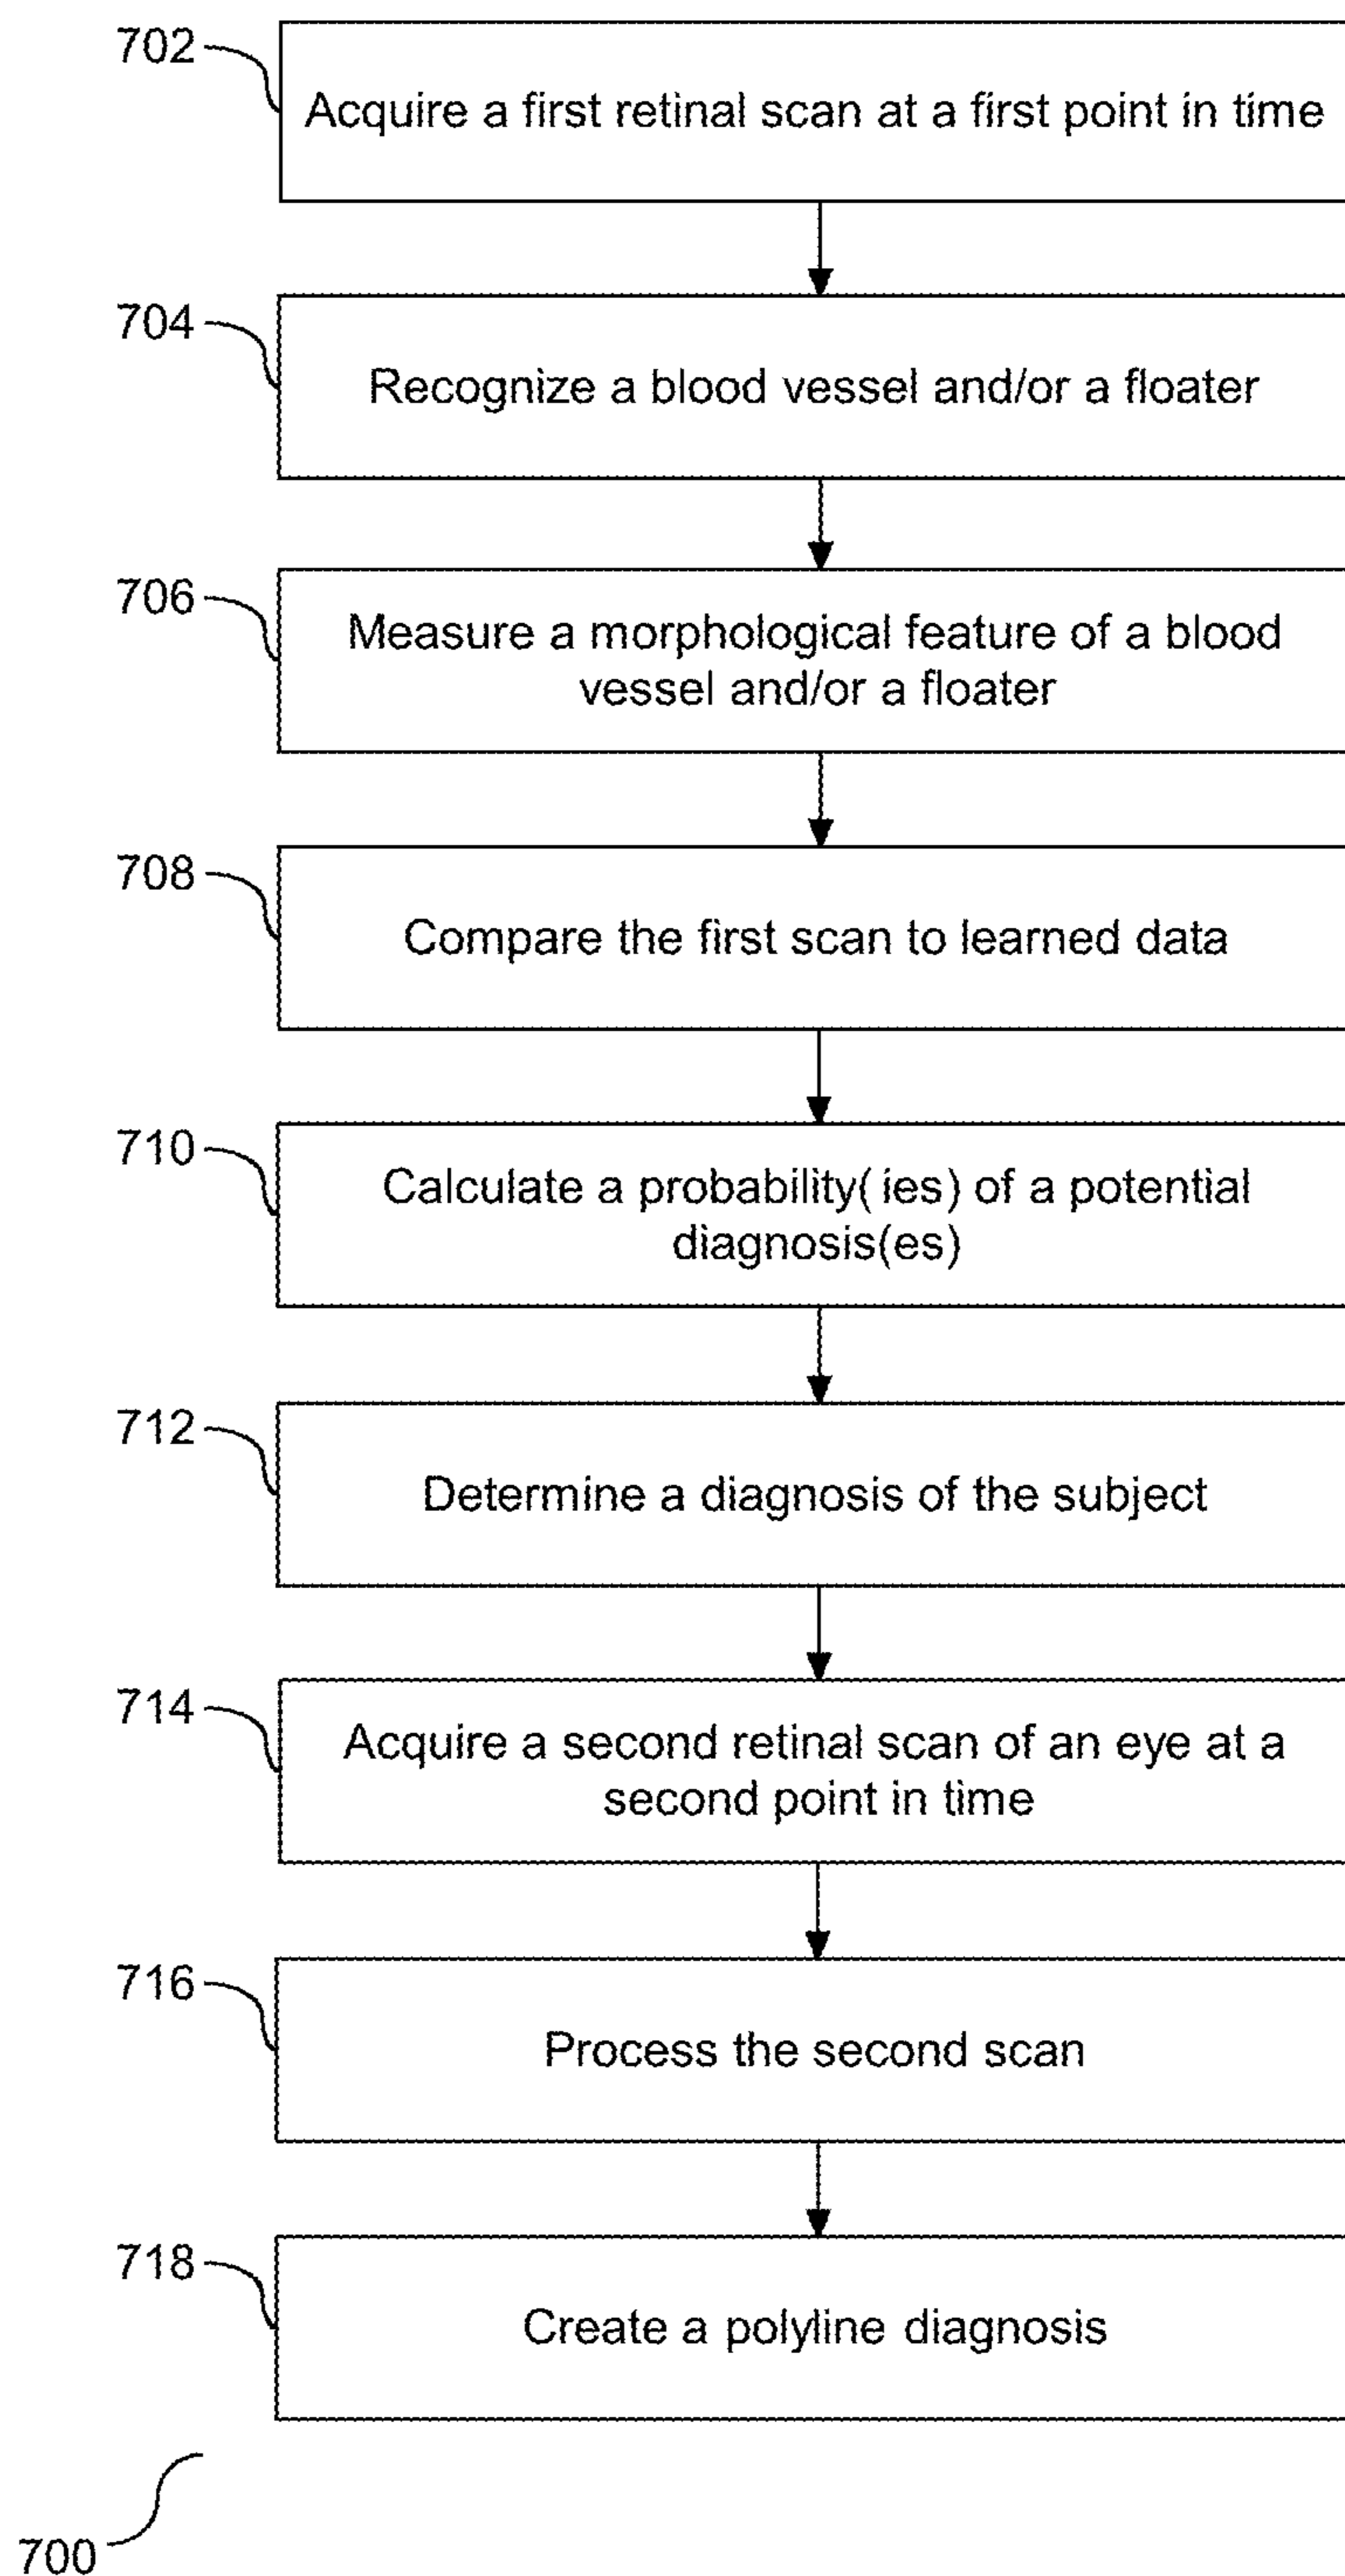 702
Acquire a first retinal scan at a first point in time
704
Recognize a blood vessel and/or a floater
706
Measure a morphological feature of a blood
vessel and/or a floater
708
Compare the first scan to learned data
710
Calculate a probability( ies) of a potential
diagnosis(es)
712
Determine a diagnosis of the subject
714
Acquire a second retinal scan of an eye at a
second point in time
716
Process the second scan
718
Create a polyline diagnosis
700